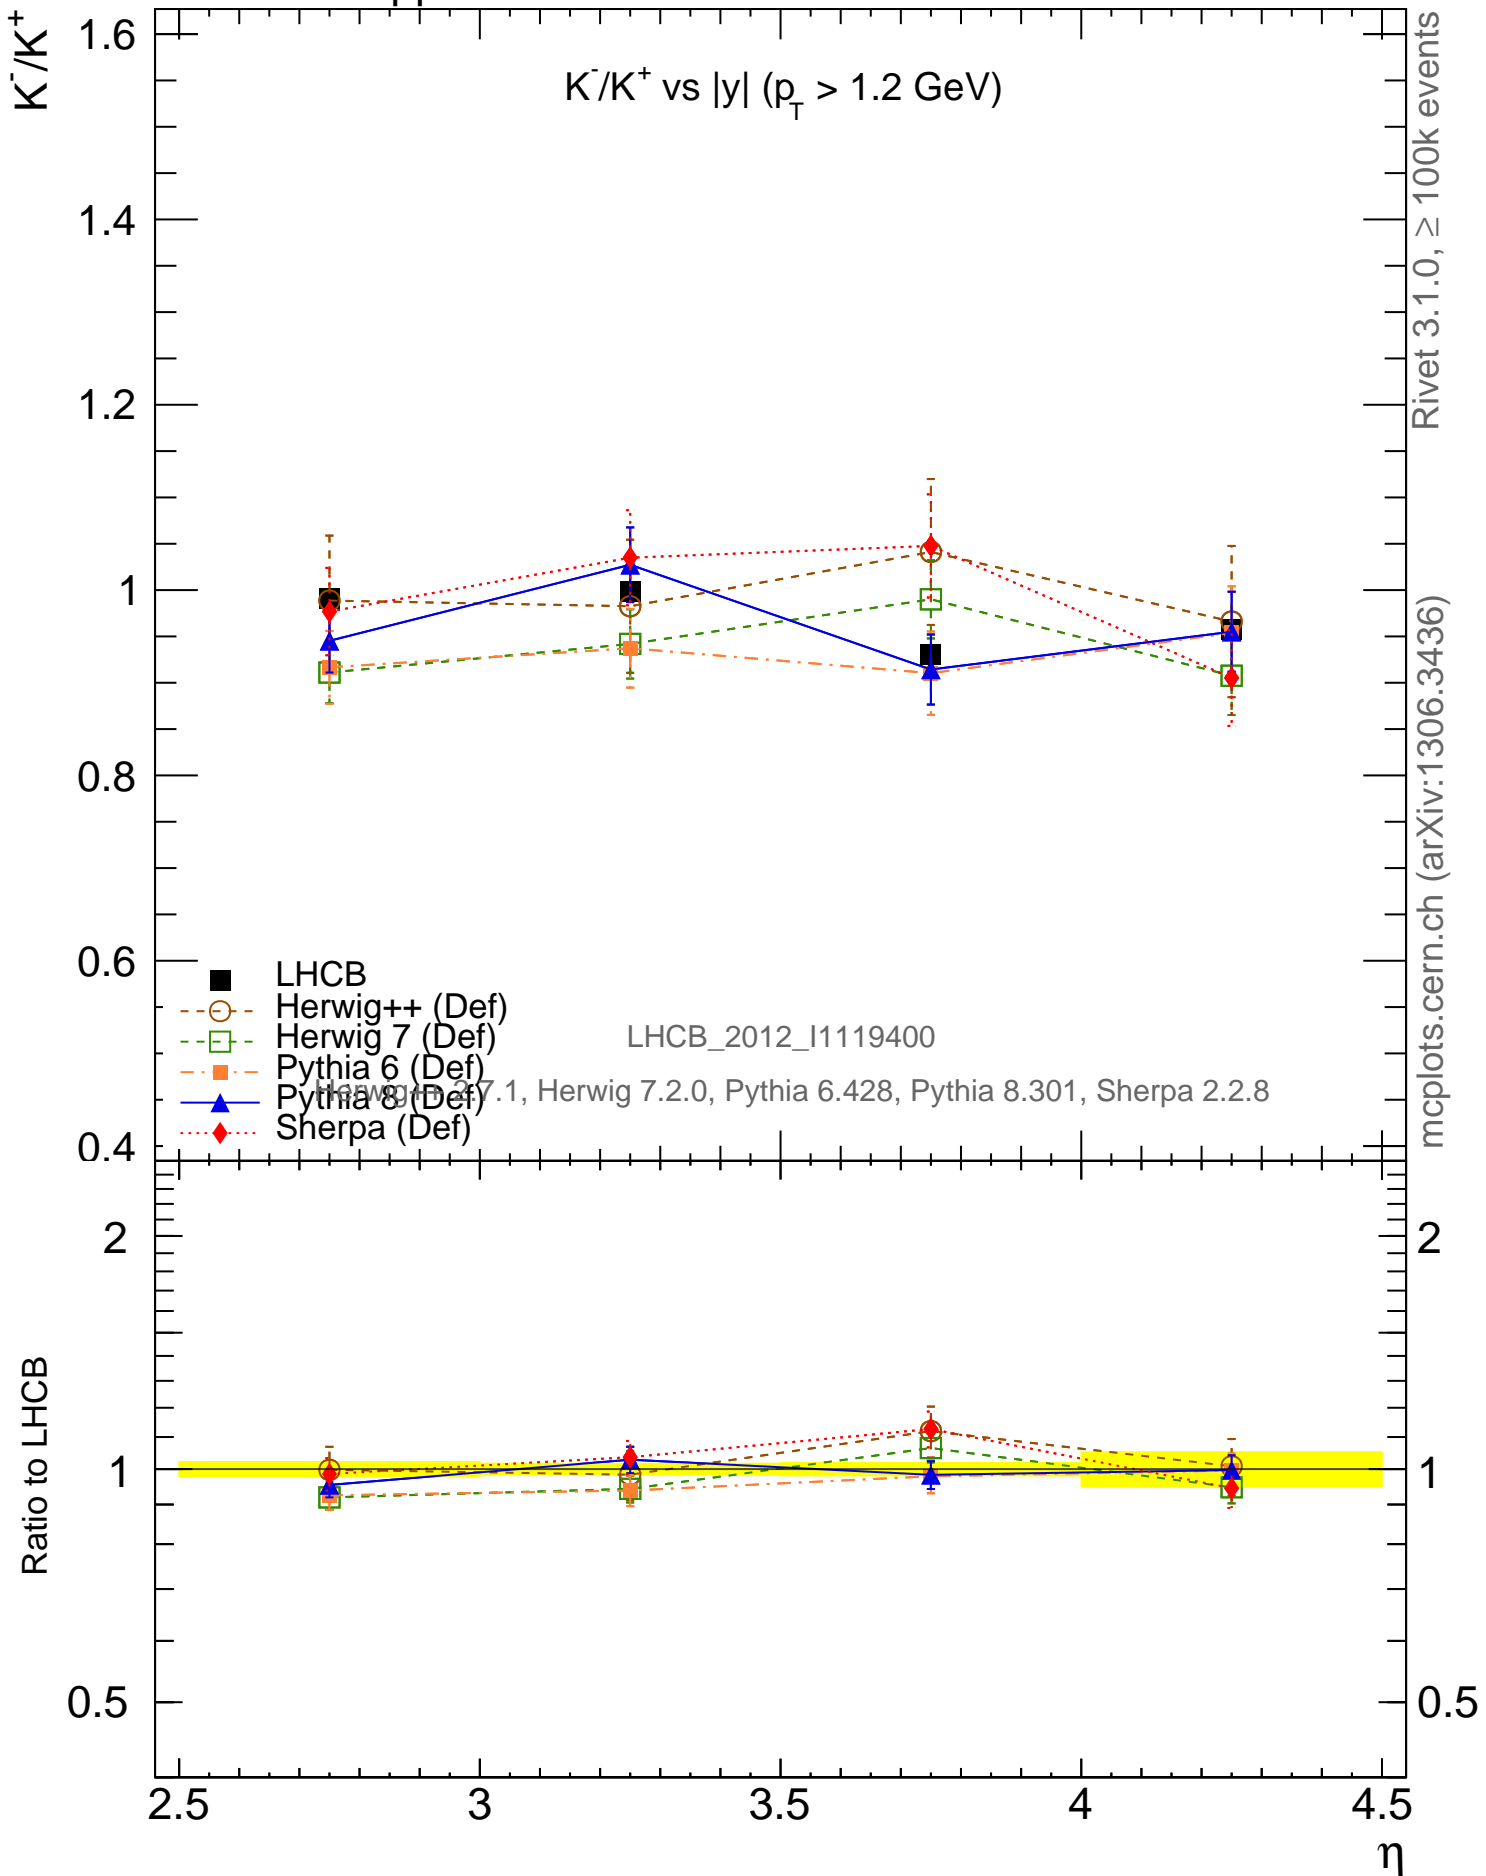 K⁻/K⁺
K⁻/K⁺ vs |y| (p_T > 1.2 GeV)
1.6
1.4
1.2
1
0.8
0.6
0.4
LHCB
Herwig++ (Def)
Herwig 7 (Def)
Pythia 6 (Def)
Pythia 8 (Def)
Sherpa (Def)
LHCB_2012_I1119400
Herwig++ 2.7.1, Herwig 7.2.0, Pythia 6.428, Pythia 8.301, Sherpa 2.2.8
Rivet 3.1.0, ≥ 100k events
mcplots.cern.ch (arXiv:1306.3436)
Ratio to LHCB
2
1
0.5
2
1
0.5
2.5 3 3.5 4 4.5
η